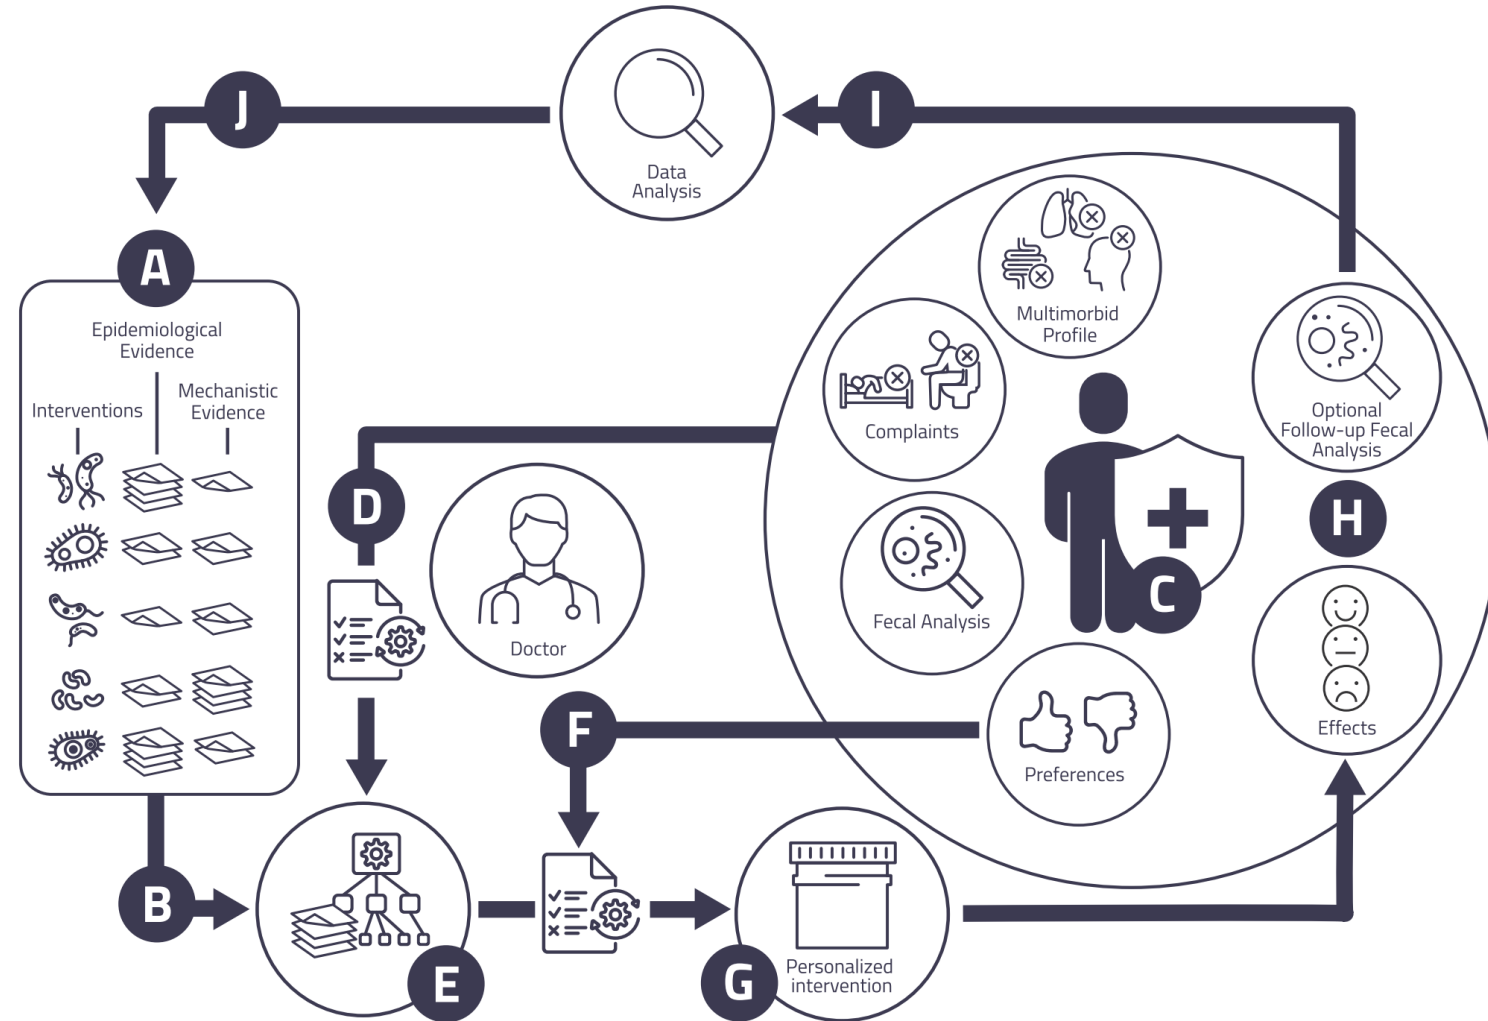 J
I
Data
Analysis
A
Epidemiological
Evidence
Interventions
Mechanistic
Evidence
Multimorbid
Profile
Complaints
Optional
Follow-up Fecal
Analysis
D
H
C
Doctor
Fecal Analysis
F
Preferences
Effects
B
E
G
Personalized
intervention